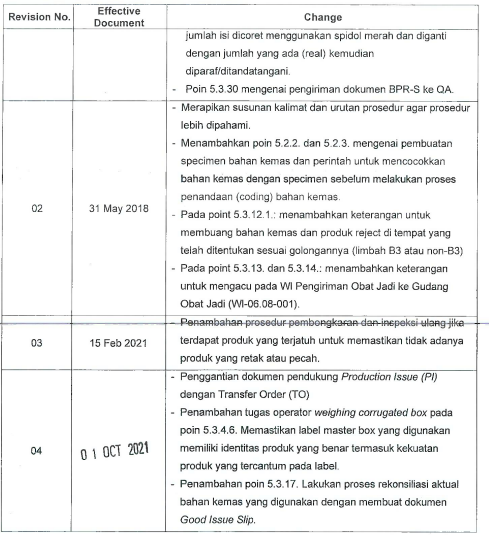 Revision No.
Effective Document
Change
jumlah isi dicoret menggunakan spidol merah dan diganti
dengan jumlah yang ada (real) kemudian
diparaf/ditandatangani.
- Poin 5.3.30 mengenai pengiriman dokumen BPR-S ke QA.
02
31 May 2018
- Merapikan susunan kalimat dan urutan prosedur agar prosedur
lebih dipahami.
- Menambahkan poin 5.2.2. dan 5.2.3. mengenai pembuatan
specimen bahan kemas dan perintah untuk mencocokkan
bahan kemas dengan specimen sebelum melakukan proses
penandaan (coding) bahan kemas.
- Pada point 5.3.12.1.: menambahkan keterangan untuk
membuang bahan kemas dan produk reject di tempat yang
telah ditentukan sesuai golongannya (limbah B3 atau non-B3)
- Pada point 5.3.13. dan 5.3.14.: menambahkan keterangan
untuk mengacu pada WI Pengiriman Obat Jadi ke Gudang
Obat Jadi (WI-06.08-001).
03
15 Feb 2021
- Penambahan prosedur pembongkaran dan inspeksi ulang jika
terdapat produk yang terjatuh untuk memastikan tidak adanya
produk yang retak atau pecah.
04
01 OCT 2021
- Penggantian dokumen pendukung Production Issue (PI)
dengan Transfer Order (TO)
- Penambahan tugas operator weighing corrugated box pada
poin 5.3.4.6. Memastikan label master box yang digunakan
memiliki identitas produk yang benar termasuk kekuatan
produk yang tercantum pada label.
- Penambahan poin 5.3.17. Lakukan proses rekonsiliasi aktual
bahan kemas yang digunakan dengan membuat dokumen
Good Issue Slip.